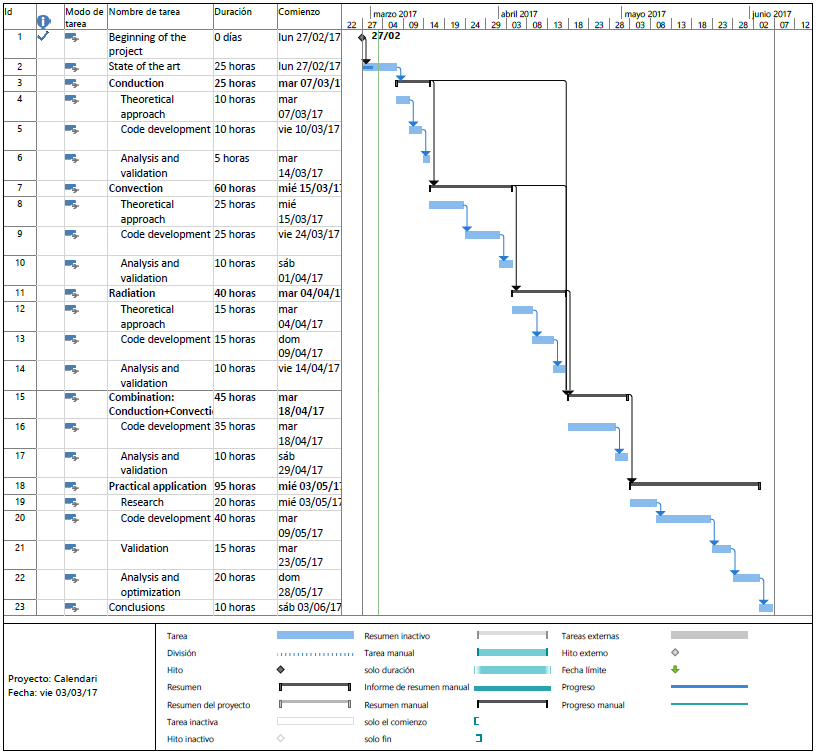 Id Modo de tarea Nombre de tarea Duración Comienzo
marzo 2017 abril 2017 mayo 2017 junio 2017
22 27 04 09 14 19 24 29 03 08 13 18 23 28 03 08 13 18 23 28 02 07 12
1 Beginning of the project 0 días lun 27/02/17
27/02
2 State of the art 25 horas lun 27/02/17
3 Conduction 25 horas mar 07/03/17
4 Theoretical approach 10 horas mar 07/03/17
5 Code development 10 horas vie 10/03/17
6 Analysis and validation 5 horas mar 14/03/17
7 Convection 60 horas mié 15/03/17
8 Theoretical approach 25 horas mié 15/03/17
9 Code development 25 horas vie 24/03/17
10 Analysis and validation 10 horas sáb 01/04/17
11 Radiation 40 horas mar 04/04/17
12 Theoretical approach 15 horas mar 04/04/17
13 Code development 15 horas dom 09/04/17
14 Analysis and validation 10 horas vie 14/04/17
15 Combination: Conduction+Convecti 45 horas mar 18/04/17
16 Code development 35 horas mar 18/04/17
17 Analysis and validation 10 horas sáb 29/04/17
18 Practical application 95 horas mié 03/05/17
19 Research 20 horas mié 03/05/17
20 Code development 40 horas mar 09/05/17
21 Validation 15 horas mar 23/05/17
22 Analysis and optimization 20 horas dom 28/05/17
23 Conclusions 10 horas sáb 03/06/17
Proyecto: Calendari
Fecha: vie 03/03/17
Tarea
División
Hito
Resumen
Resumen del proyecto
Tarea inactiva
Hito inactivo
Resumen inactivo
Tarea manual
solo duración
Informe de resumen manual
Resumen manual
solo el comienzo
solo fin
Tareas externas
Hito externo
Fecha límite
Progreso
Progreso manual